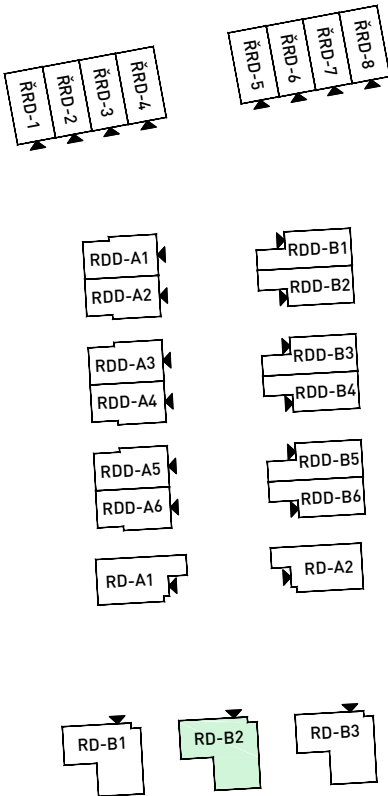 ŘRD-1
ŘRD-2
ŘRD-3
ŘRD-4
ŘRD-5
ŘRD-6
ŘRD-7
ŘRD-8
RDD-A1
RDD-A2
RDD-B1
RDD-B2
RDD-A3
RDD-A4
RDD-B3
RDD-B4
RDD-A5
RDD-A6
RDD-B5
RDD-B6
RD-A1
RD-A2
RD-B1
RD-B2
RD-B3